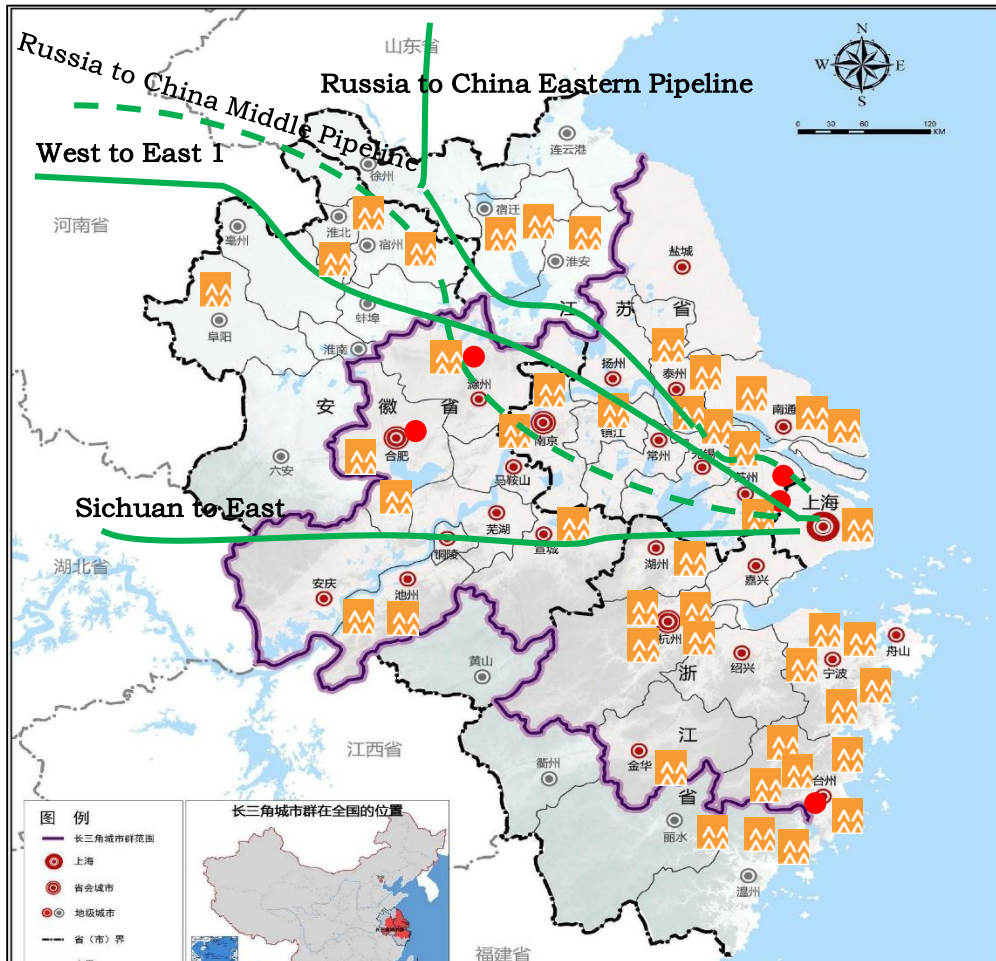 山东省
N
W E
S
0 30 60 120
KM
Russia to China Middle Pipeline
Russia to China Eastern Pipeline
West to East 1
连云港
徐州
河南省
亳州
淮北
宿州
宿迁
淮安
盐城
江苏省
阜阳
蚌埠
淮南
滁州
扬州
泰州
南通
安徽省
合肥
南京
镇江
常州
无锡
苏州
六安
马鞍山
上海
Sichuan to East
芜湖
铜陵
宣城
湖州
嘉兴
湖北省
安庆
池州
杭州
绍兴
宁波
舟山
黄山
浙江省
江西省
衢州
金华
台州
丽水
温州
福建省
图 例
长三角城市群范围
上海
省会城市
地级城市
省（市）界
长三角城市群在全国的位置